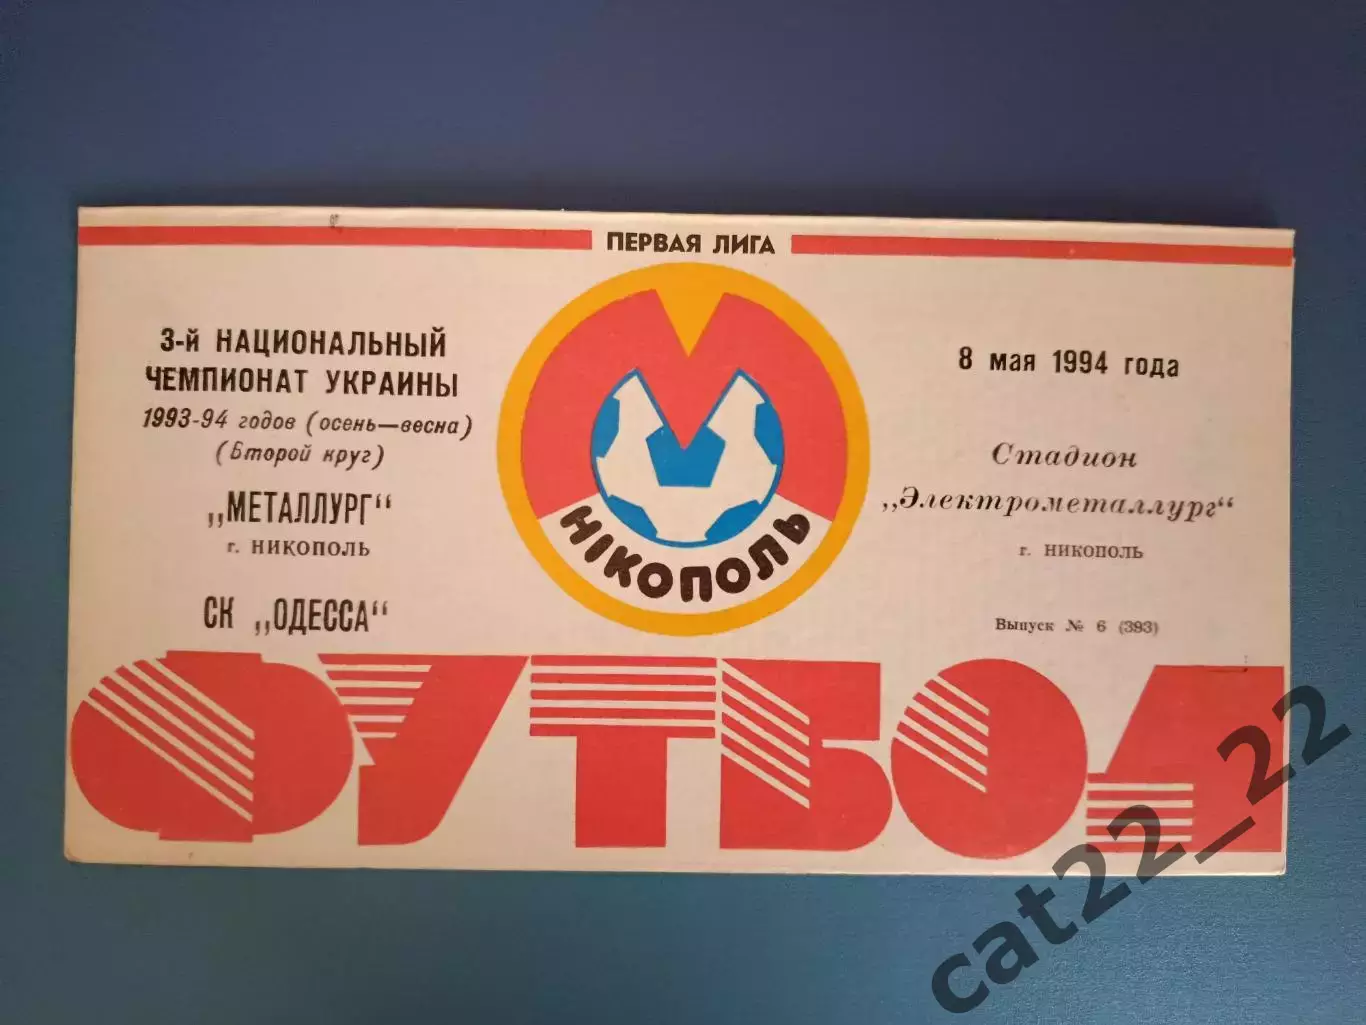 ПЕРВАЯ ЛИГА
3-й НАЦИОНАЛЬНЫЙ
ЧЕМПИОНАТ УКРАИНЫ
1993-94 годов (осень—весна)
(Второй круг)
„МЕТАЛЛУРГ“
г. НИКОПОЛЬ
СК „ОДЕССА“
НІКОПОЛЬ
8 мая 1994 года
Стадион
„Электрометаллург“
г. НИКОПОЛЬ
Выпуск № 6 (393)
ФУТБОЛ
cat22_22